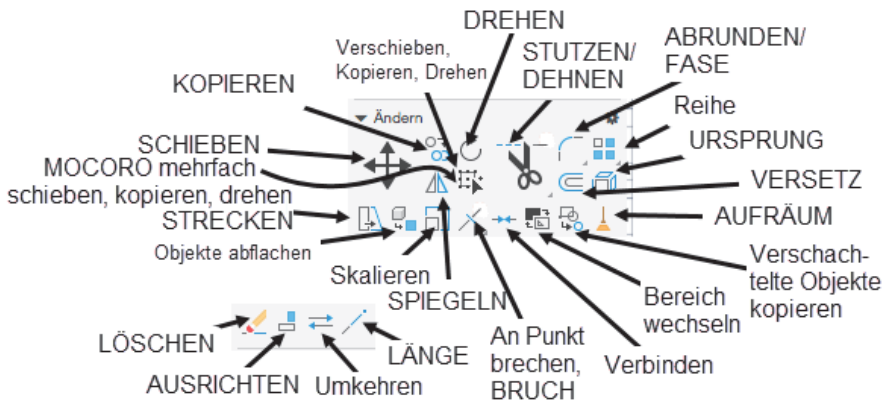 DREHEN
Verschieben,
Kopieren, Drehen
STUTZEN/
DEHNEN
ABRUNDEN/
FASE
KOPIEREN
Reihe
Ändern
SCHIEBEN
URSPRUNG
MOCORO mehrfach
schieben, kopieren, drehen
VERSETZ
STRECKEN
AUFRÄUM
Objekte abflachen
Skalieren
SPIEGELN
Verschach-
telte Objekte
kopieren
Bereich
wechseln
An Punkt
brechen,
BRUCH
Verbinden
LÖSCHEN
LÄNGE
AUSRICHTEN
Umkehren